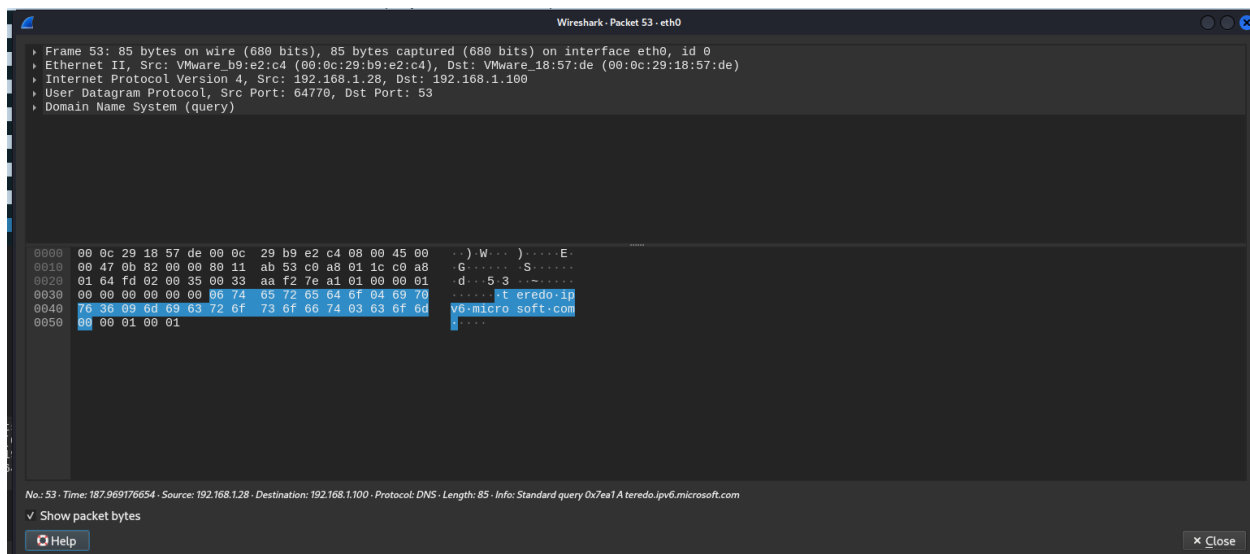 Wireshark · Packet 53 · eth0
Frame 53: 85 bytes on wire (680 bits), 85 bytes captured (680 bits) on interface eth0, id 0
Ethernet II, Src: VMware_b9:e2:c4 (00:0c:29:b9:e2:c4), Dst: VMware_18:57:de (00:0c:29:18:57:de)
Internet Protocol Version 4, Src: 192.168.1.28, Dst: 192.168.1.100
User Datagram Protocol, Src Port: 64770, Dst Port: 53
Domain Name System (query)
0000 00 0c 29 18 57 de 00 0c 29 b9 e2 c4 08 00 45 00 ··)·W··· )·····E·
0010 00 47 0b 82 00 00 80 11 ab 53 c0 a8 01 1c c0 a8 ·G······ ·S······
0020 01 64 fd 02 00 35 00 33 aa f2 7e a1 01 00 00 01 ·d···5·3 ··~·····
0030 00 00 00 00 00 00 06 74 65 72 65 64 6f 04 69 70 ·······t eredo·ip
0040 76 36 09 6d 69 63 72 6f 73 6f 66 74 03 63 6f 6d v6·micro soft·com
0050 00 00 01 00 01 ·····
No.: 53 · Time: 187.969176654 · Source: 192.168.1.28 · Destination: 192.168.1.100 · Protocol: DNS · Length: 85 · Info: Standard query 0x7ea1 A teredo.ipv6.microsoft.com
Show packet bytes
Help
Close